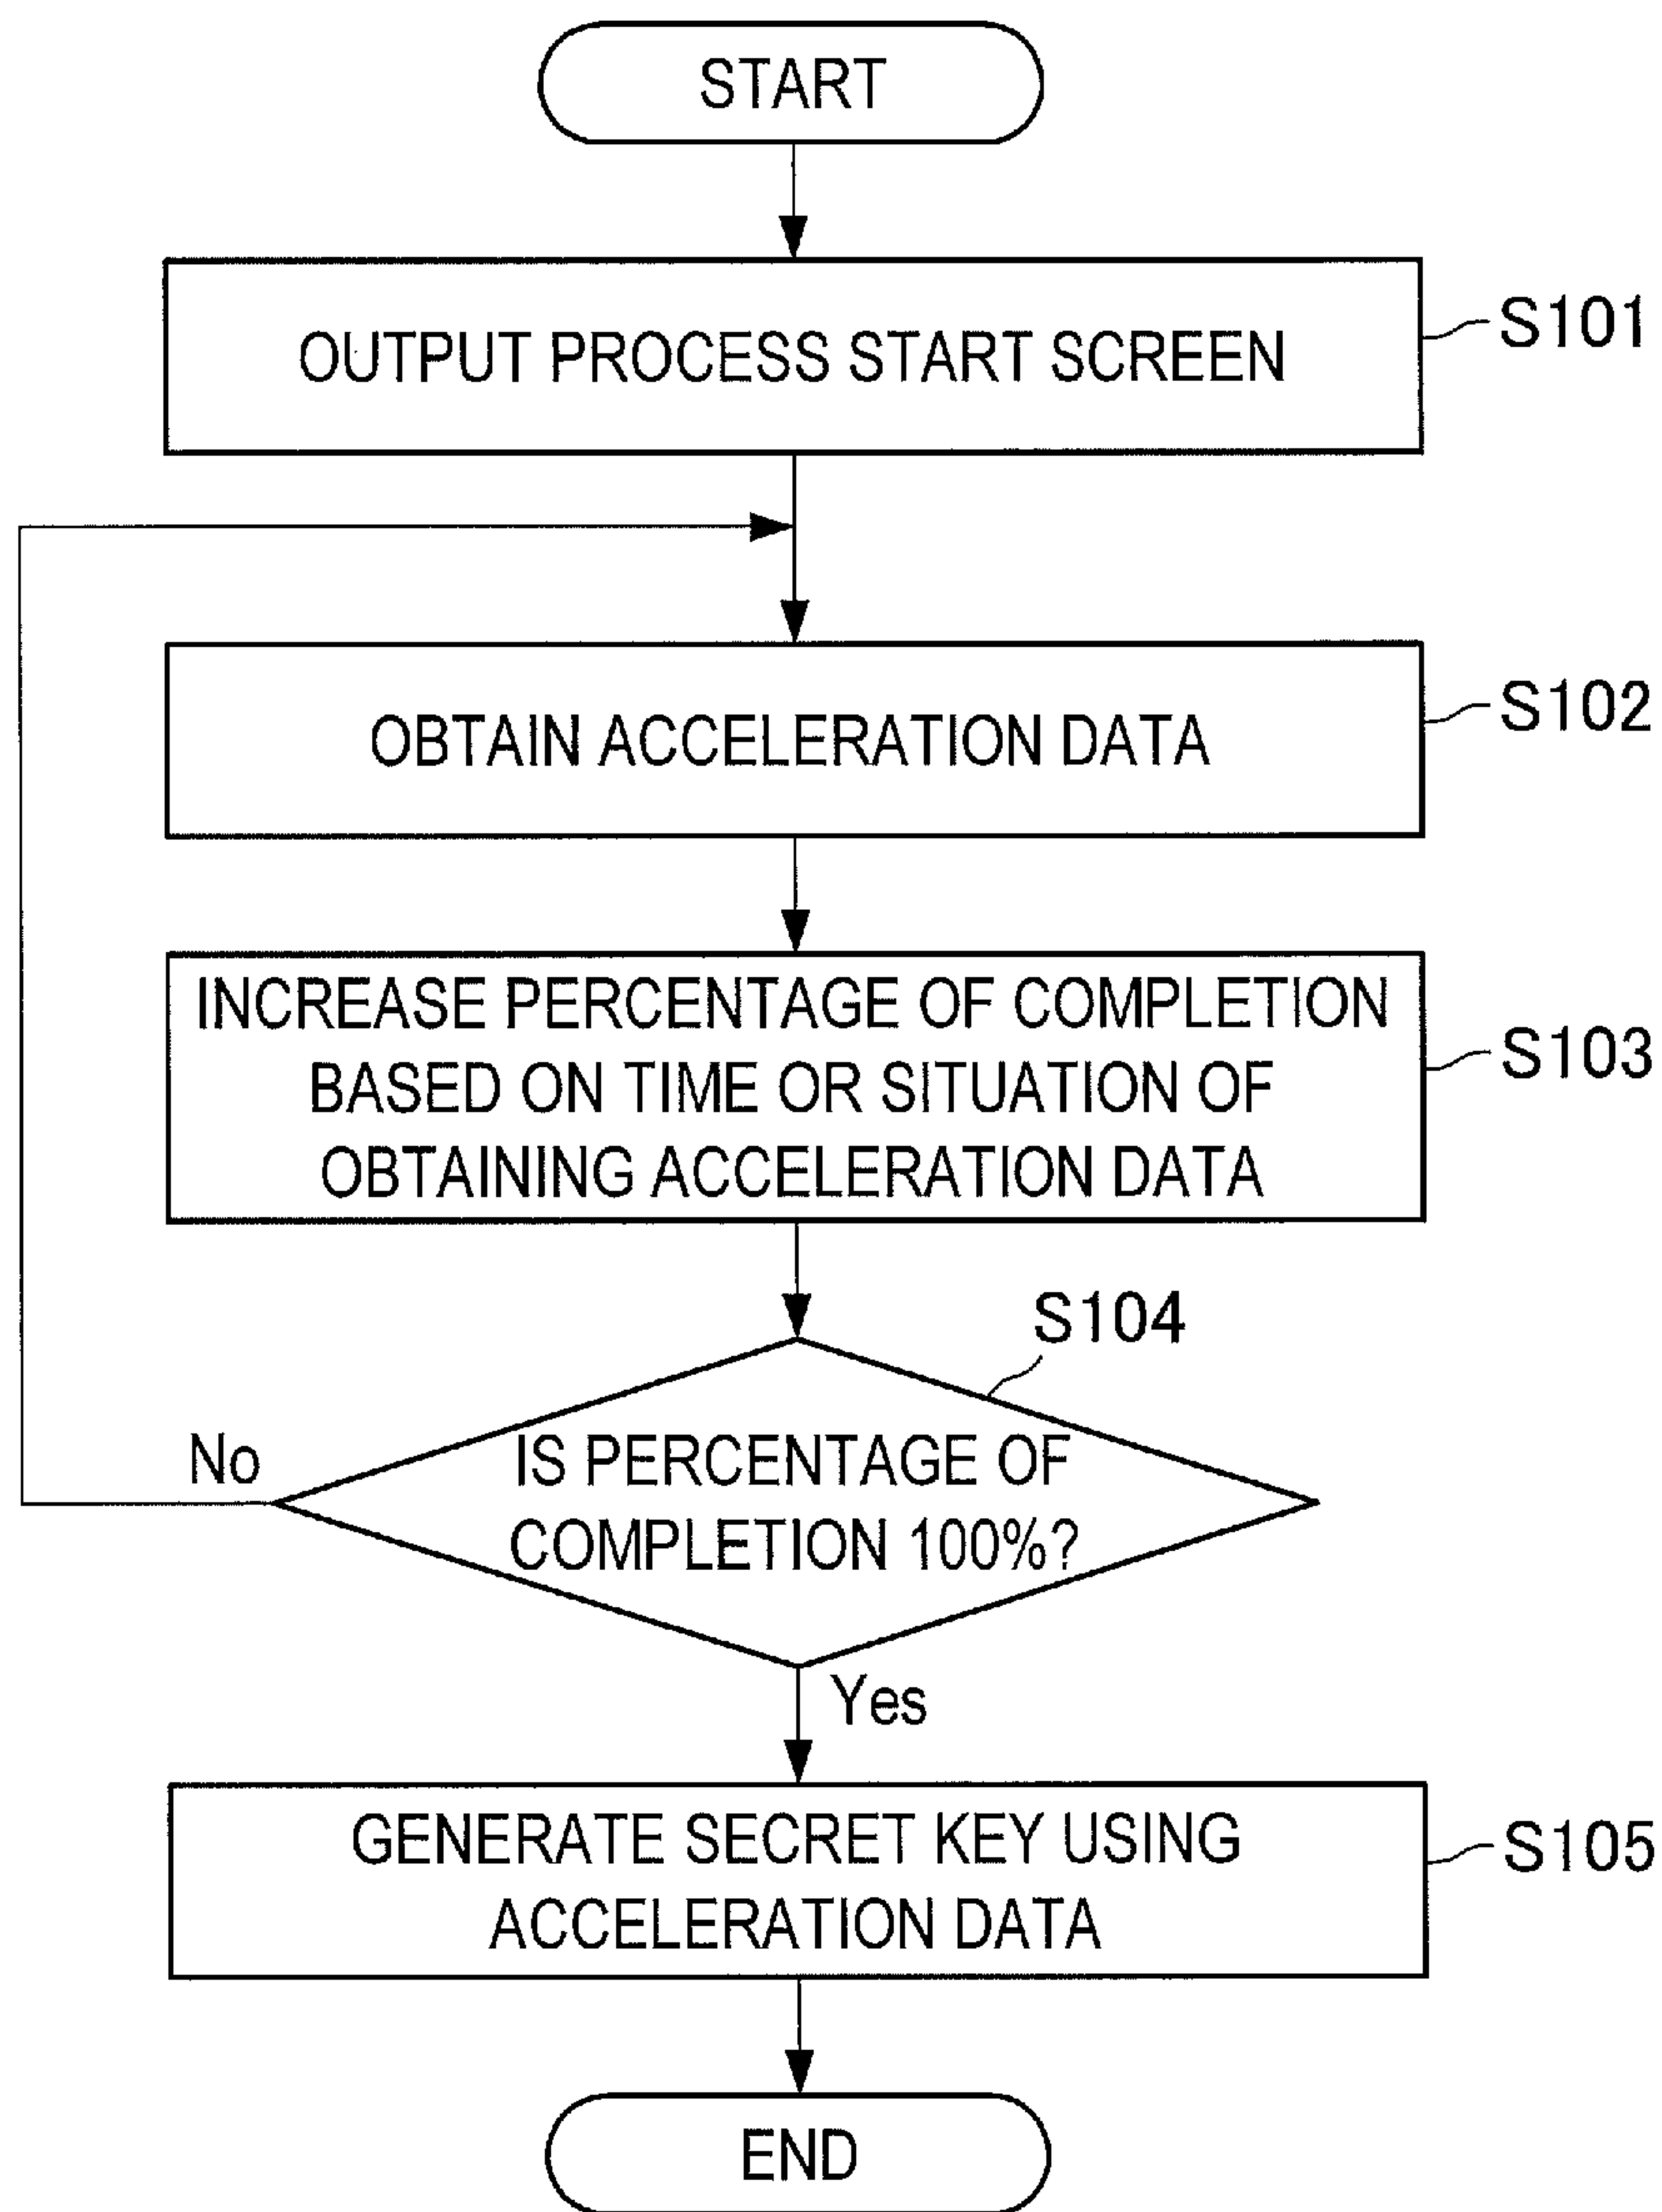 START
OUTPUT PROCESS START SCREEN
S101
OBTAIN ACCELERATION DATA
S102
INCREASE PERCENTAGE OF COMPLETION
BASED ON TIME OR SITUATION OF
OBTAINING ACCELERATION DATA
S103
S104
IS PERCENTAGE OF
COMPLETION 100%?
No
Yes
GENERATE SECRET KEY USING
ACCELERATION DATA
S105
END